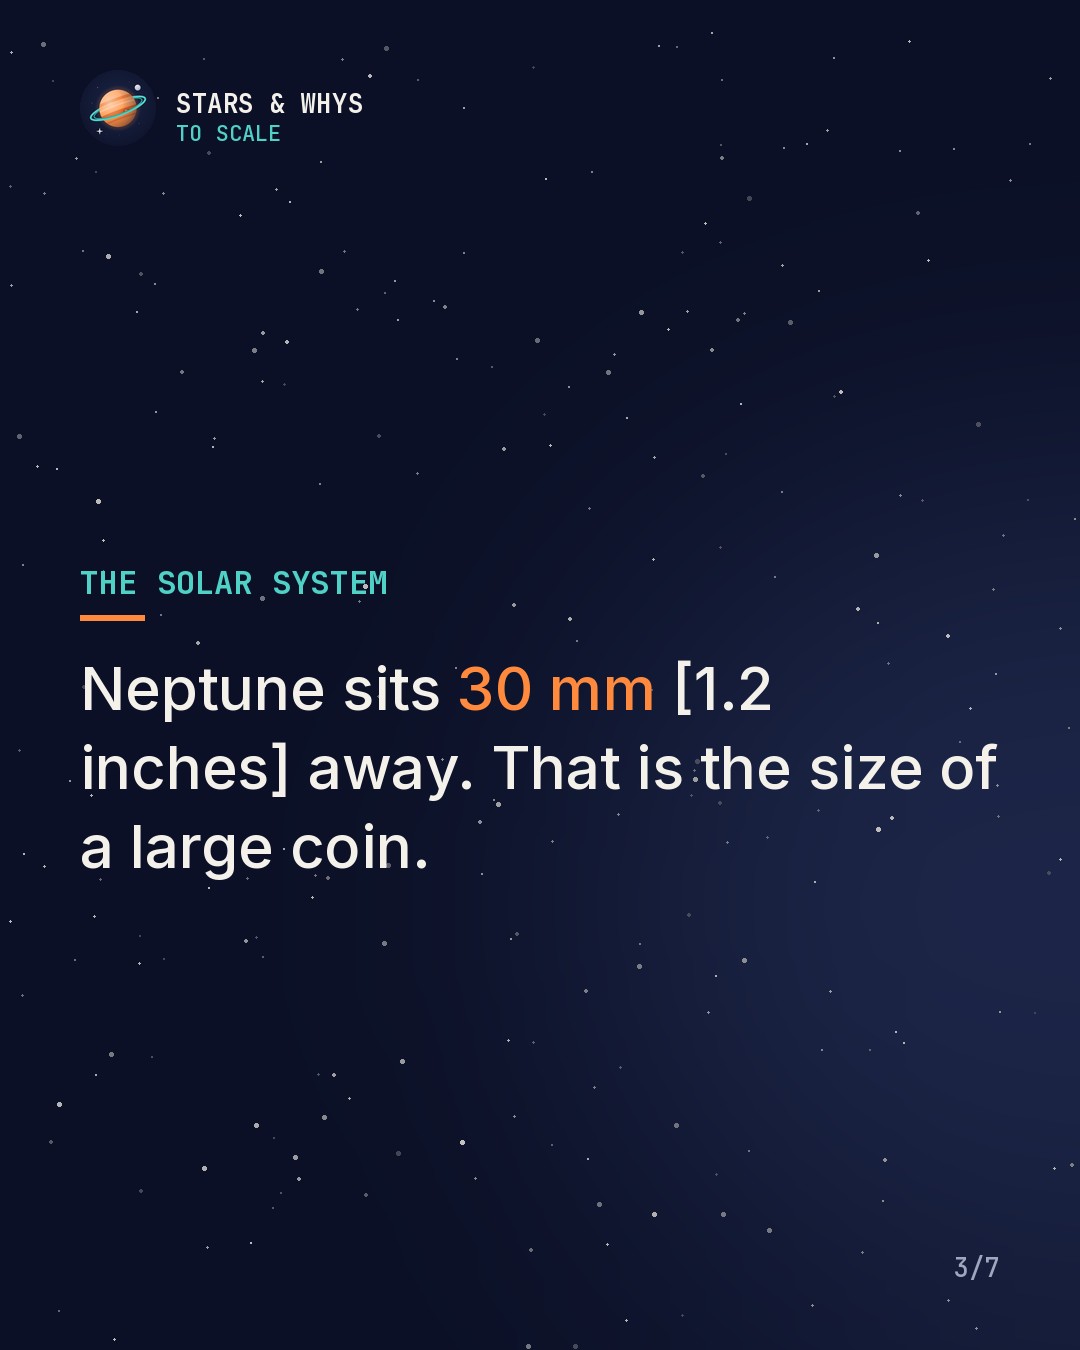 STARS & WHYS
TO SCALE
THE SOLAR SYSTEM
Neptune sits 30 mm [1.2
inches] away. That is the size of
a large coin.
3/7